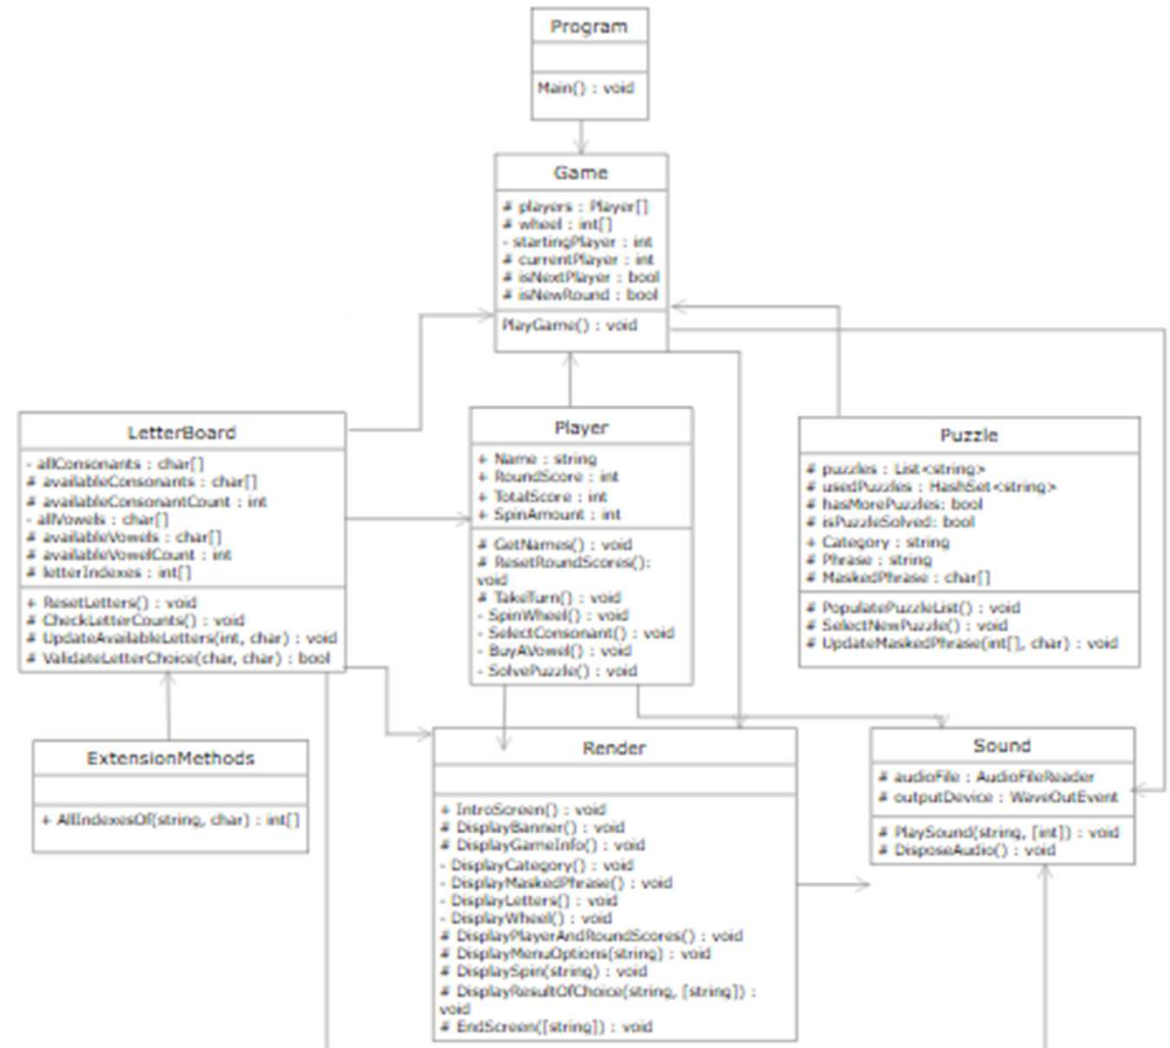 Program
Main() : void
Game
# players : Player[]
# wheel : int[]
- startingPlayer : int
# currentPlayer : int
# isNextPlayer : bool
# isNewRound : bool
PlayGame() : void
LetterBoard
- allConsonants : char[]
# availableConsonants : char[]
# availableConsonantCount : int
- allVowels : char[]
# availableVowels : char[]
# availableVowelCount : int
# letterIndexes : int[]
+ ResetLetters() : void
# CheckLetterCounts() : void
# UpdateAvailableLetters(int, char) : void
# ValidateLetterChoice(char, char) : bool
Player
+ Name : string
+ RoundScore : int
+ TotalScore : int
+ SpinAmount : int
# GetNames() : void
# ResetRoundScores():
void
# TakeTurn() : void
- SpinWheel() : void
- SelectConsonant() : void
- BuyAVowel() : void
- SolvePuzzle() : void
Puzzle
# puzzles : List<string>
# usedPuzzles : HashSet<string>
# hasMorePuzzles: bool
# isPuzzleSolved: bool
+ Category : string
# Phrase : string
# MaskedPhrase : char[]
# PopulatePuzzleList() : void
# SelectNewPuzzle() : void
# UpdateMaskedPhrase(int[], char) : void
ExtensionMethods
+ AllIndexesOf(string, char) : int[]
Render
+ IntroScreen() : void
# DisplayBanner() : void
# DisplayGameInfo() : void
- DisplayCategory() : void
- DisplayMaskedPhrase() : void
- DisplayLetters() : void
- DisplayWheel() : void
# DisplayPlayerAndRoundScores() : void
# DisplayMenuOptions(string) : void
# DisplaySpin(string) : void
# DisplayResultOfChoice(string, [string]) :
void
# EndScreen([string]) : void
Sound
# audioFile : AudioFileReader
# outputDevice : WaveOutEvent
# PlaySound(string, [int]) : void
# DisposeAudio() : void